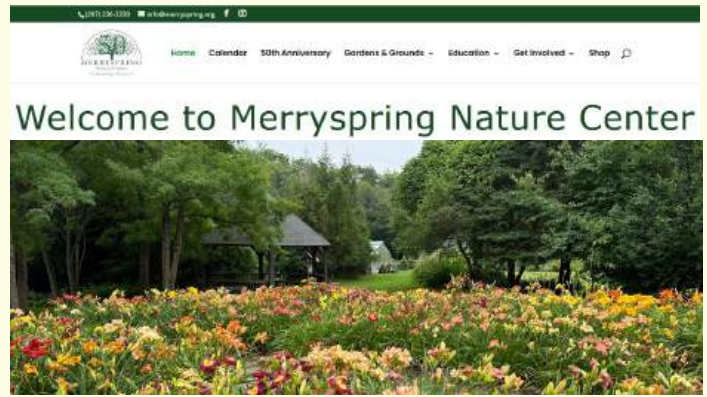 (207) 236-2239 info@merryspring.org
MERRYSPRING
Home Calendar 50th Anniversary Gardens & Grounds Education Get Involved Shop
Welcome to Merryspring Nature Center